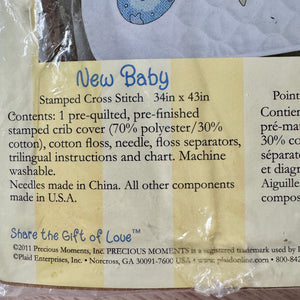 New Baby
Stamped Cross Stitch 34in x 43in
Contents: 1 pre-quilted, pre-finished
stamped crib cover (70% polyester/30%
cotton), cotton floss, needle, floss separators,
trilingual instructions and chart. Machine
washable.
Needles made in China. All other components
made in U.S.A.
Poin
Contien
pré-ma
30% co
et diagr
Aiguille
compos
Share the Gift of Love™
©2011 Precious Moments, Inc. PRECIOUS MOMENTS is a registered trademark used by l
©Plaid Enterprises, Inc. • Norcross, GA 30091-7600 USA • www.plaidonline.com • 800-842